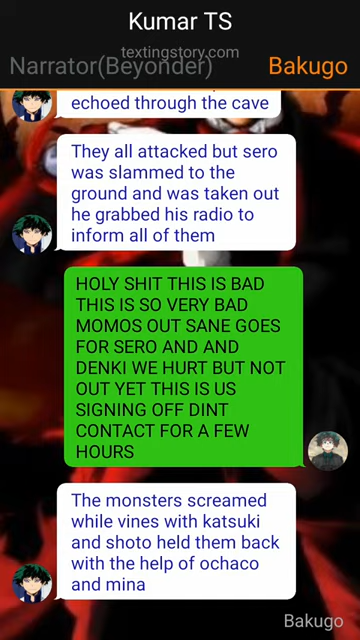 Kumar TS
textingstory.com
Narrator(Beyonder) Bakugo
echoed through the cave
They all attacked but sero
was slammed to the
ground and was taken out
he grabbed his radio to
inform all of them
HOLY SHIT THIS IS BAD
THIS IS SO VERY BAD
MOMOS OUT SANE GOES
FOR SERO AND AND
DENKI WE HURT BUT NOT
OUT YET THIS IS US
SIGNING OFF DINT
CONTACT FOR A FEW
HOURS
The monsters screamed
while vines with katsuki
and shoto held them back
with the help of ochaco
and mina
Bakugo